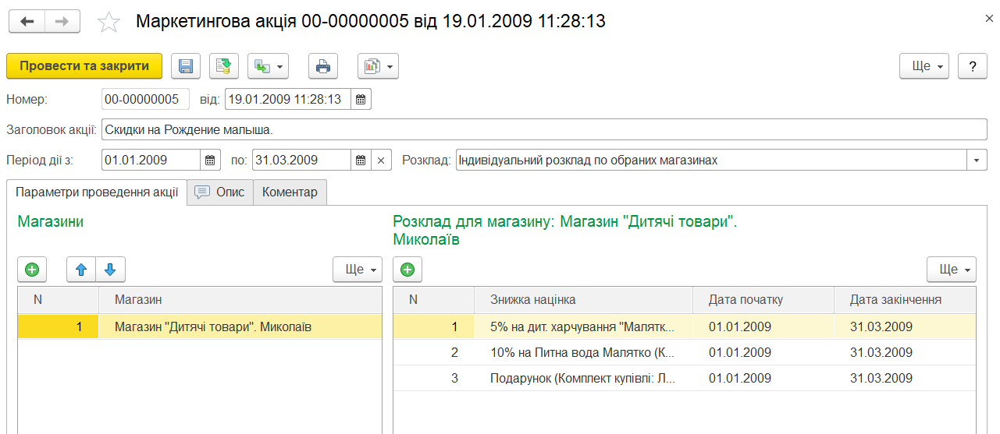 Маркетингова акція 00-00000005 від 19.01.2009 11:28:13
Провести та закрити
Ще
?
Номер: 00-00000005 від: 19.01.2009 11:28:13
Заголовок акції: Скидки на Рождение малыша.
Період дії з: 01.01.2009 по: 31.03.2009 Розклад: Індивідуальний розклад по обраних магазинах
Параметри проведення акції Опис Коментар
Магазини
Розклад для магазину: Магазин "Дитячі товари".
Миколаїв
Ще
Ще
N Магазин
1 Магазин "Дитячі товари". Миколаїв
N Знижка націнка Дата початку Дата закінчення
1 5% на дит. харчування "Малятк... 01.01.2009 31.03.2009
2 10% на Питна вода Малятко (К... 01.01.2009 31.03.2009
3 Подарунок (Комплект купівлі: Л... 01.01.2009 31.03.2009